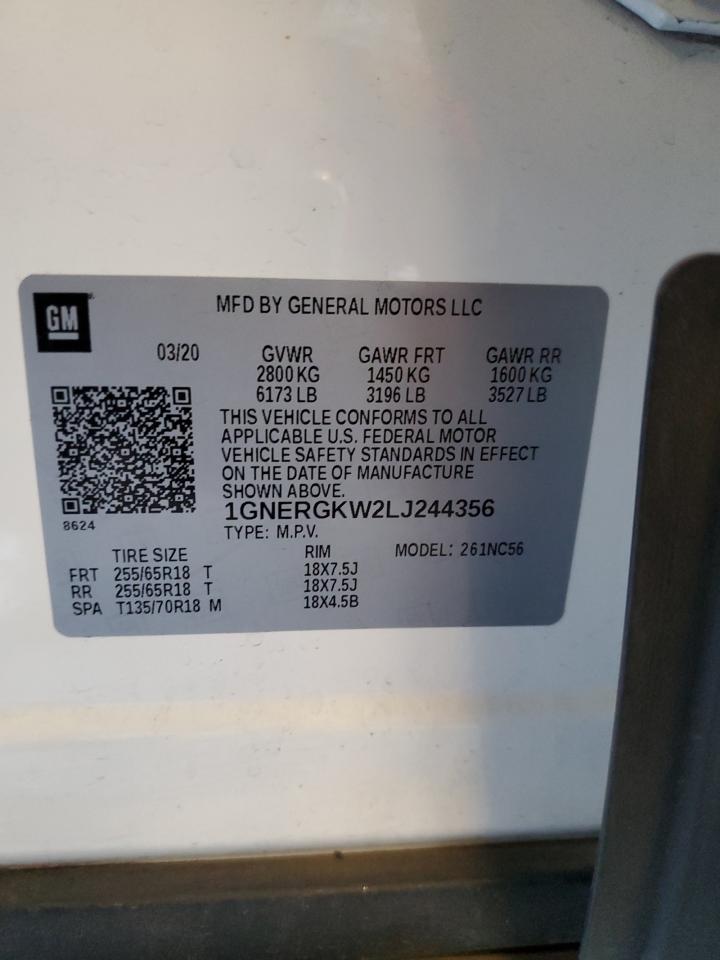 GM
MFD BY GENERAL MOTORS LLC
03/20 GVWR GAWR FRT GAWR RR
2800 KG 1450 KG 1600 KG
6173 LB 3196 LB 3527 LB
THIS VEHICLE CONFORMS TO ALL
APPLICABLE U.S. FEDERAL MOTOR
VEHICLE SAFETY STANDARDS IN EFFECT
ON THE DATE OF MANUFACTURE
SHOWN ABOVE.
8624
1GNERGKW2LJ244356
TYPE: M.P.V.
TIRE SIZE RIM MODEL: 261NC56
FRT 255/65R18 T 18X7.5J
RR 255/65R18 T 18X7.5J
SPA T135/70R18 M 18X4.5B